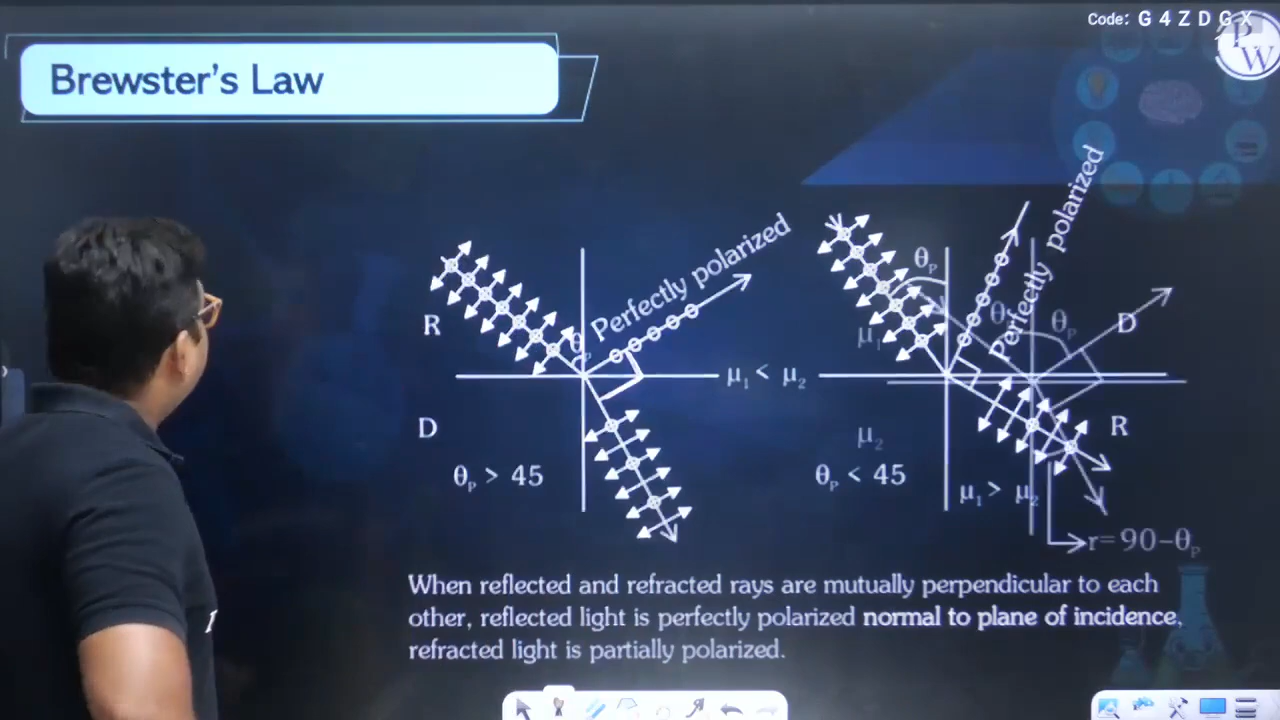 Code: G 4 Z D G X
P
W
Brewster's Law
R
D
θP > 45
Perfectly polarized
μ1 < μ2
θP
μ2
θP < 45
μ1 > μ2
Perfectly polarized
θP
D
R
r=90-θP
When reflected and refracted rays are mutually perpendicular to each
other, reflected light is perfectly polarized normal to plane of incidence,
refracted light is partially polarized.